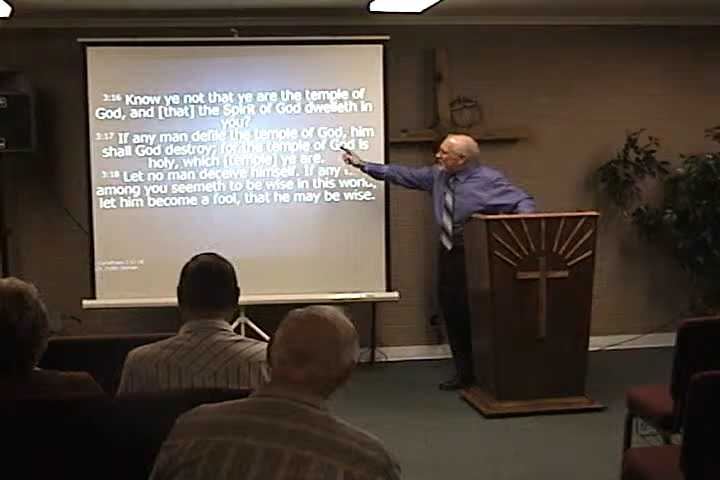 3:16 Know ye not that ye are the temple of
God, and [that] the Spirit of God dwelleth in
you?
3:17 If any man defile the temple of God, him
shall God destroy; for the temple of God is
holy, which [temple] ye are.
3:18 Let no man deceive himself. If any
among you seemeth to be wise in this world,
let him become a fool, that he may be wise.